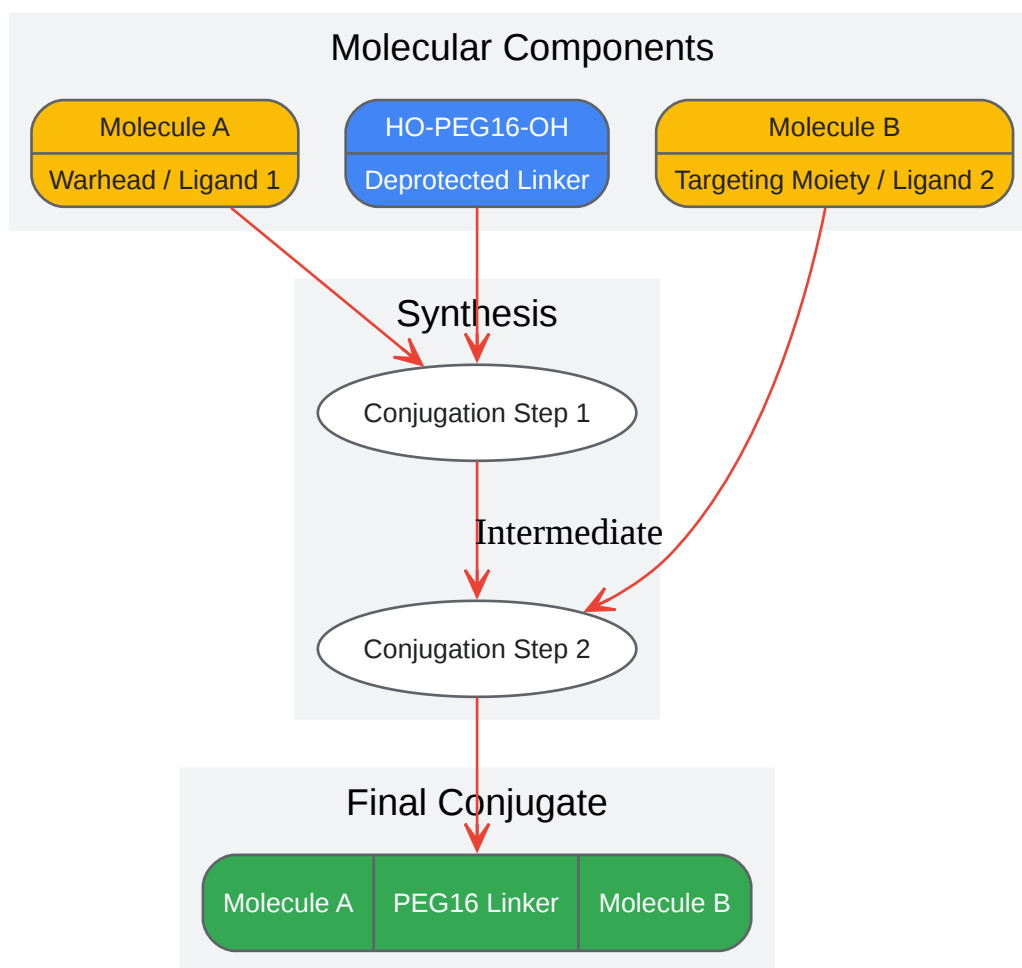 Molecular Components
Molecule A
Warhead / Ligand 1
HO-PEG16-OH
Deprotected Linker
Molecule B
Targeting Moiety / Ligand 2
Synthesis
Conjugation Step 1
Intermediate
Conjugation Step 2
Final Conjugate
Molecule A
PEG16 Linker
Molecule B